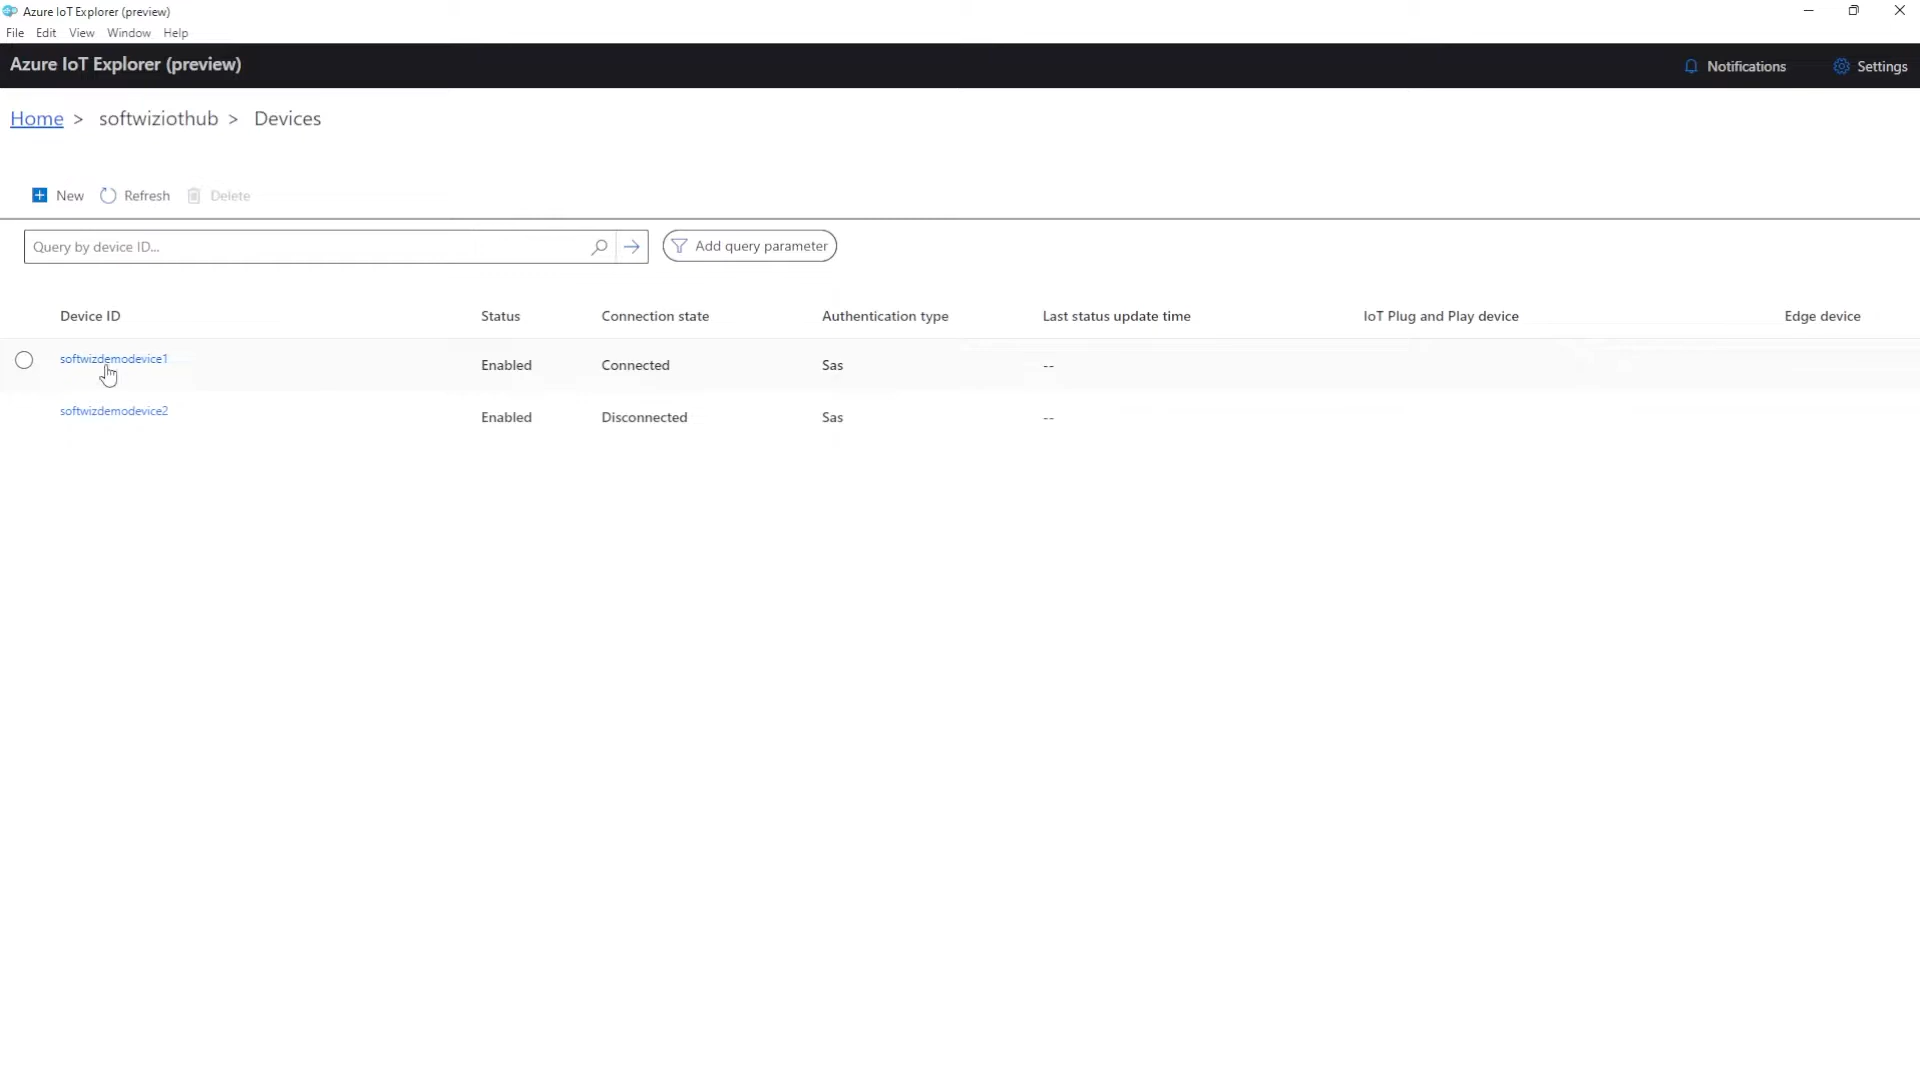 Azure IoT Explorer (preview)
File Edit View Window Help
Azure IoT Explorer (preview) Notifications Settings
Home > softwiziothub > Devices
New Refresh Delete
Query by device ID... Add query parameter
Device ID Status Connection state Authentication type Last status update time IoT Plug and Play device Edge device
softwizdemodevice1 Enabled Connected Sas --
softwizdemodevice2 Enabled Disconnected Sas --